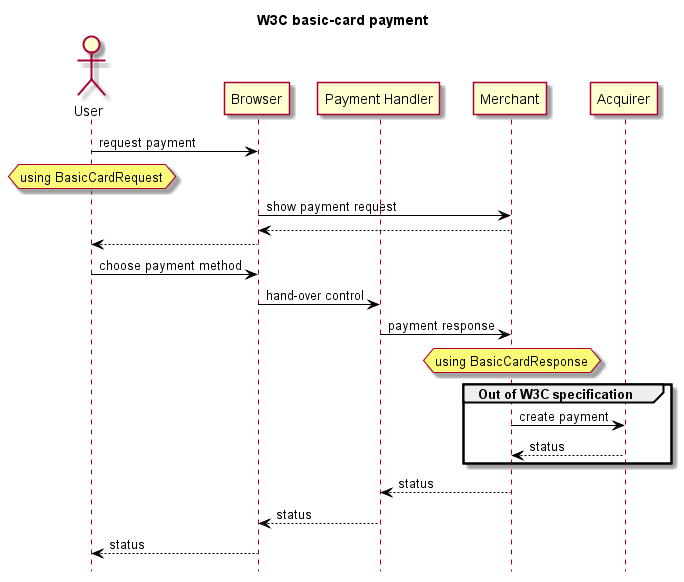 W3C basic-card payment
User
Browser
Payment Handler
Merchant
Acquirer
request payment
using BasicCardRequest
show payment request
choose payment method
hand-over control
payment response
using BasicCardResponse
Out of W3C specification
create payment
status
status
status
status